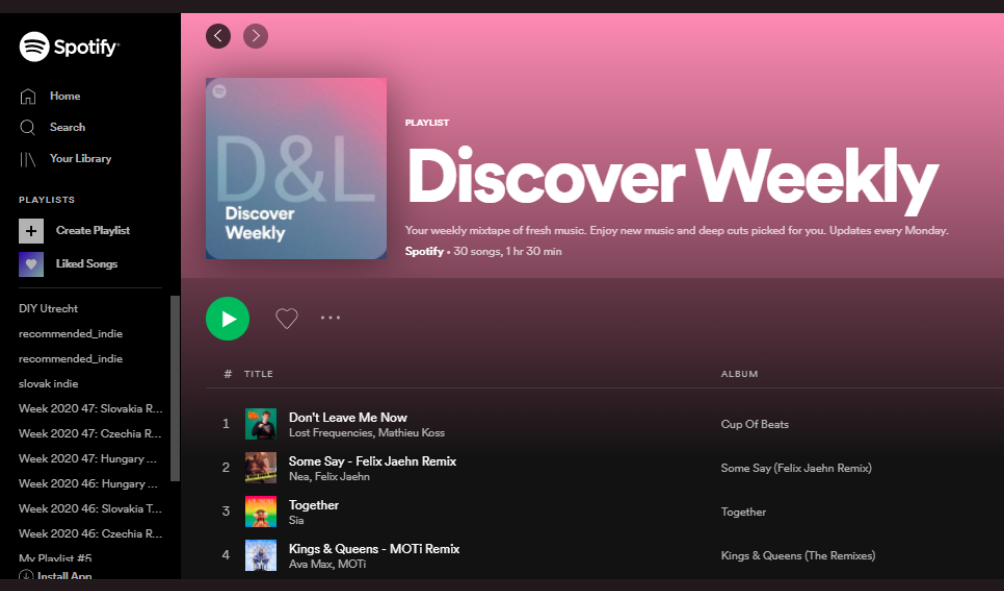 Spotify
Home
Search
Your Library
PLAYLISTS
Create Playlist
Liked Songs
DIY Utrecht
recommended_indie
recommended_indie
slovak indie
Week 2020 47: Slovakia R...
Week 2020 47: Czechia R...
Week 2020 47: Hungary ...
Week 2020 46: Hungary ...
Week 2020 46: Slovakia T...
Week 2020 46: Czechia R...
My Playlist #5
Install App
D&L
Discover
Weekly
PLAYLIST
Discover Weekly
Your weekly mixtape of fresh music. Enjoy new music and deep cuts picked for you. Updates every Monday.
Spotify • 30 songs, 1 hr 30 min
# TITLE ALBUM
1 Don't Leave Me Now Cup Of Beats
Lost Frequencies, Mathieu Koss
2 Some Say - Felix Jaehn Remix Some Say (Felix Jaehn Remix)
Nea, Felix Jaehn
3 Together Together
Sia
4 Kings & Queens - MOTi Remix Kings & Queens (The Remixes)
Ava Max, MOTi